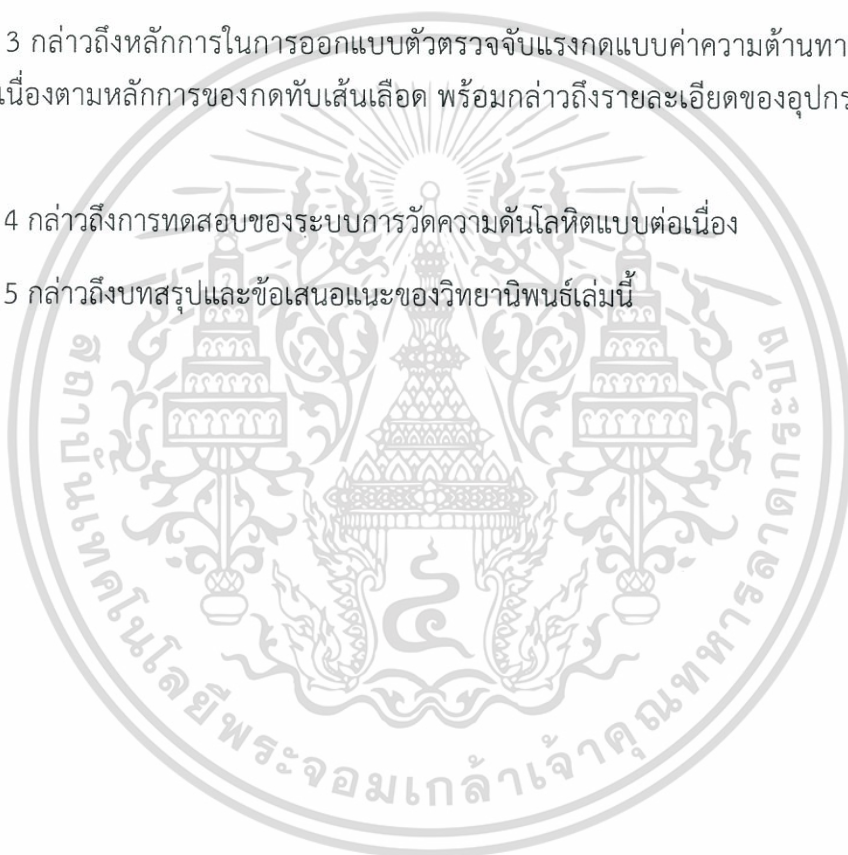 3 กล่าวถึงหลักการในการออกแบบตัวตรวจจับแรงกดแบบค่าความต้านทา
เนื่องตามหลักการของกดทับเส้นเลือด พร้อมกล่าวถึงรายละเอียดของอุปกร
4 กล่าวถึงการทดสอบของระบบการวัดความดันโลหิตแบบต่อเนื่อง
5 กล่าวถึงบทสรุปและข้อเสนอแนะของวิทยานิพนธ์เล่มนี้
สถาบันเทคโนโลยีพระจอมเกล้าเจ้าคุณทหารลาดกระบัง